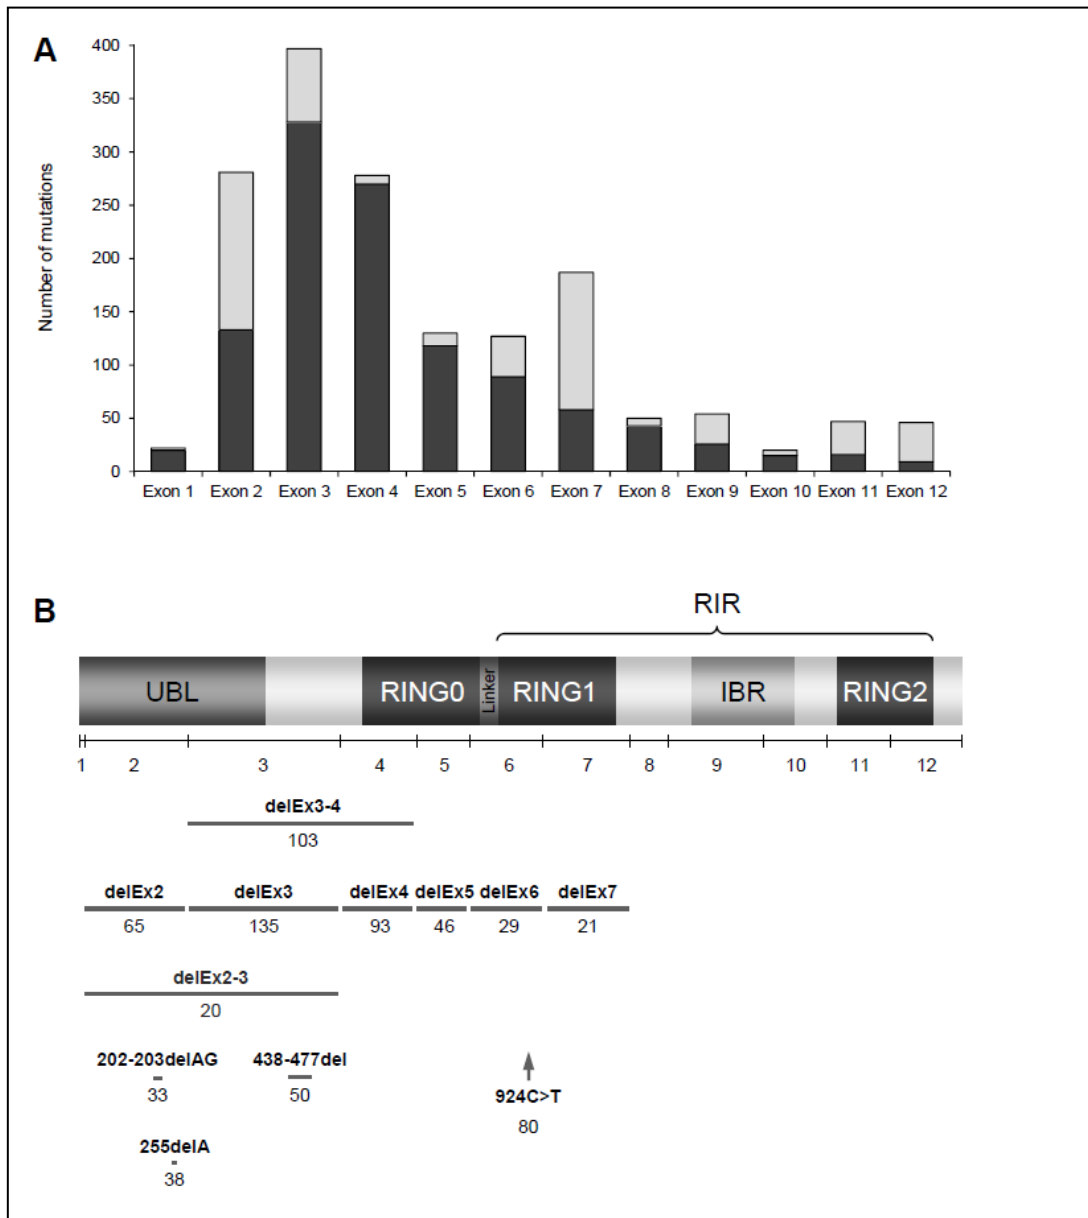 A
400
350
300
250
200
150
100
50
0
Number of mutations
Exon 1 Exon 2 Exon 3 Exon 4 Exon 5 Exon 6 Exon 7 Exon 8 Exon 9 Exon 10 Exon 11 Exon 12
B
RIR
UBL RING0 Linker RING1 IBR RING2
1 2 3 4 5 6 7 8 9 10 11 12
delEx3-4
103
delEx2 delEx3 delEx4 delEx5 delEx6 delEx7
65 135 93 46 29 21
delEx2-3
20
202-203delAG 438-477del
33 50
924C>T
80
255delA
38